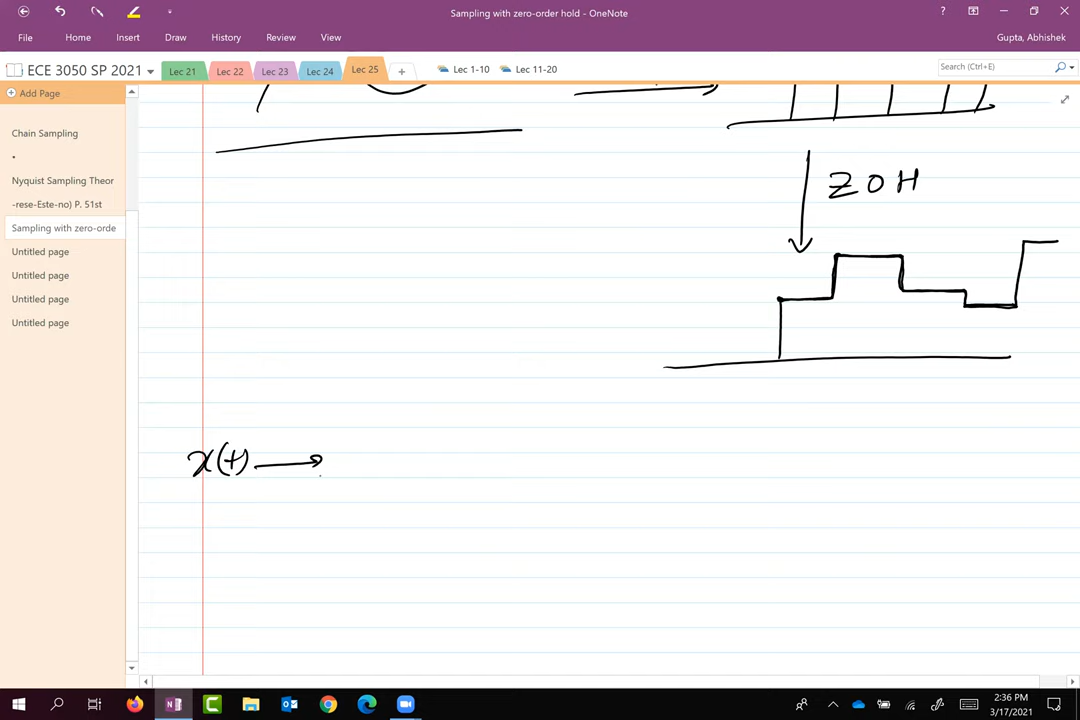 Sampling with zero-order hold - OneNote
?
File Home Insert Draw History Review View
Gupta, Abhishek
ECE 3050 SP 2021
Lec 21 Lec 22 Lec 23 Lec 24 Lec 25 + Lec 1-10 Lec 11-20
Search (Ctrl+E)
Add Page
Chain Sampling
Nyquist Sampling Theor
-rese-Este-no) P. 51st
Sampling with zero-orde
Untitled page
Untitled page
Untitled page
Untitled page
ZOH
x(t)
2:36 PM
3/17/2021